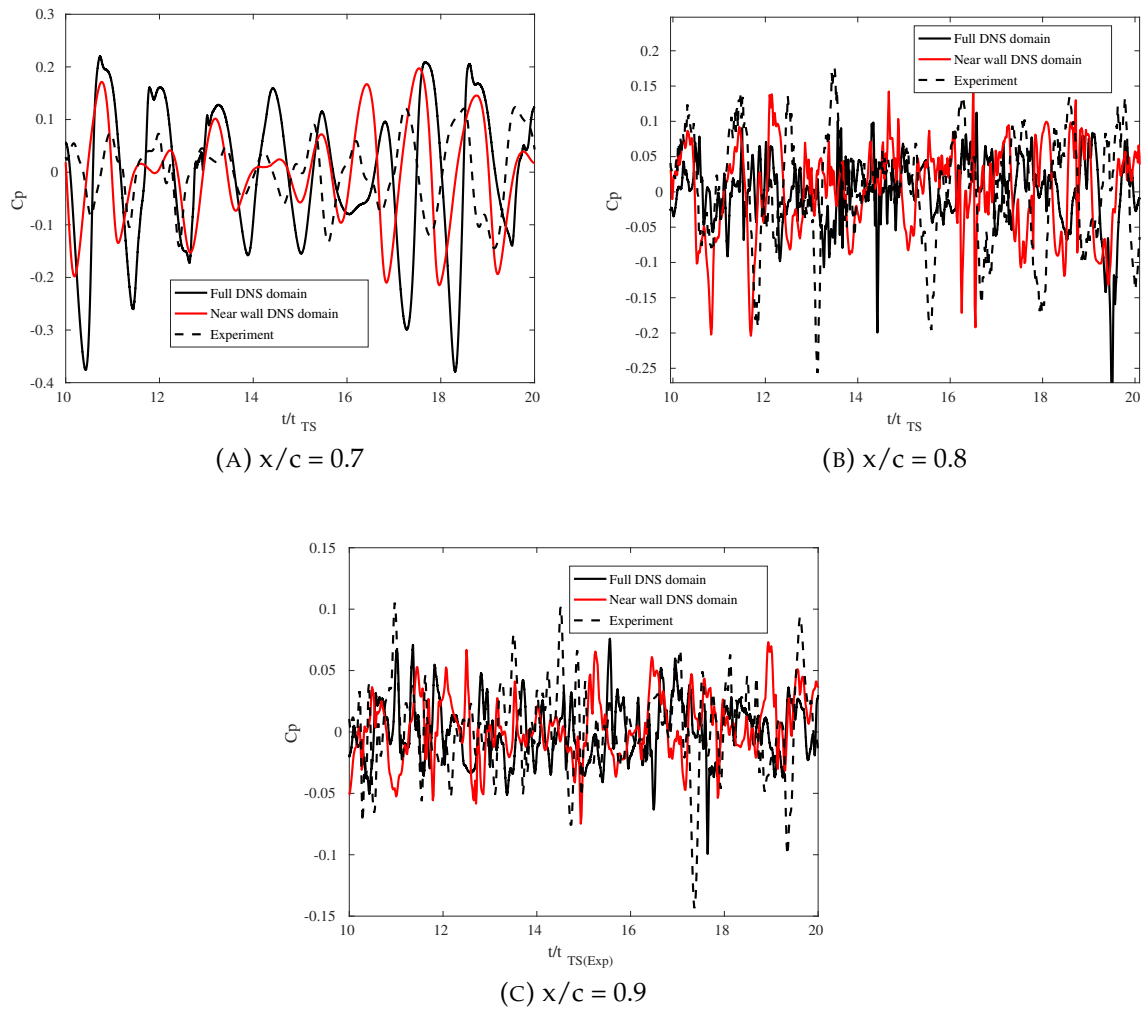 0.3
0.2
0.1
0
-0.1
-0.2
-0.3
-0.4
Cp
Full DNS domain
Near wall DNS domain
Experiment
10
12
14
16
18
20
t/t TS
(A) x/c = 0.7
0.2
0.15
0.1
0.05
0
-0.05
-0.1
-0.15
-0.2
-0.25
Cp
Full DNS domain
Near wall DNS domain
Experiment
10
12
14
16
18
20
t/t TS
(B) x/c = 0.8
0.15
0.1
0.05
0
-0.05
-0.1
-0.15
Cp
Full DNS domain
Near wall DNS domain
Experiment
10
12
14
16
18
20
t/t TS(Exp)
(C) x/c = 0.9